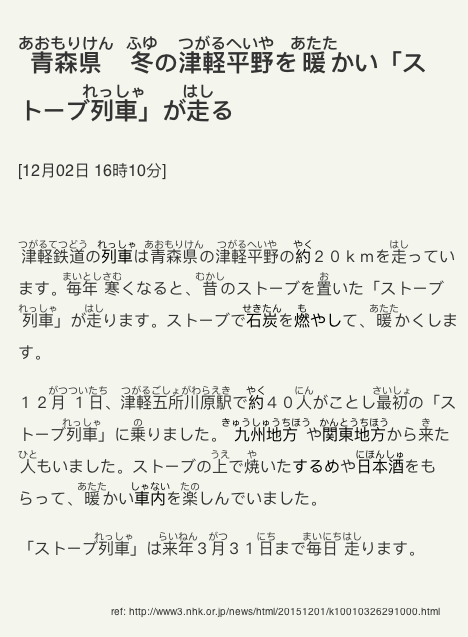 あおもりけん ふゆ つがるへいや あたた
青森県 冬の津軽平野を暖かい「ス
れっしゃ はし
トーブ列車」が走る
[12月02日 16時10分]
つがるてつどう れっしゃ あおもりけん つがるへいや やく はし
津軽鉄道の列車は青森県の津軽平野の約２０ｋｍを走ってい
まいとしさむ むかし お
ます。毎年 寒くなると、昔のストーブを置いた「ストーブ
れっしゃ はし せきたん も あたた
列車」が走ります。ストーブで石炭を燃やして、暖かくしま
す。
がつついたち つがるごしょがわらえき やく にん さいしょ
１２月 １日、津軽五所川原駅で約４０人がことし最初の「ス
れっしゃ の きゅうしゅうちほう かんとうちほう き
トーブ列車」に乗りました。九州地方 や関東地方から来た
ひと うえ や にほんしゅ
人もいました。ストーブの上で焼いたするめや日本酒をも
あたた しゃない たの
らって、暖かい車内を楽しんでいました。
れっしゃ らいねん がつ にち まいにちはし
「ストーブ列車」は来年３月３１日まで毎日 走ります。
ref: http://www3.nhk.or.jp/news/html/20151201/k10010326291000.html